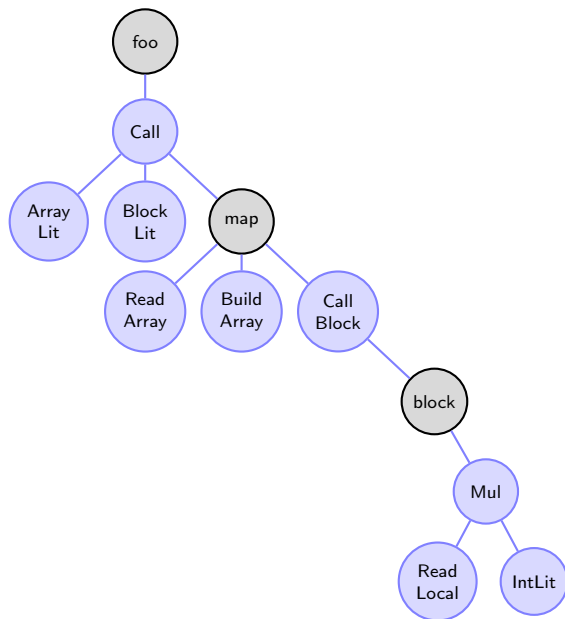 foo
Call
Array
Lit
Block
Lit
map
Read
Array
Build
Array
Call
Block
block
Mul
Read
Local
IntLit